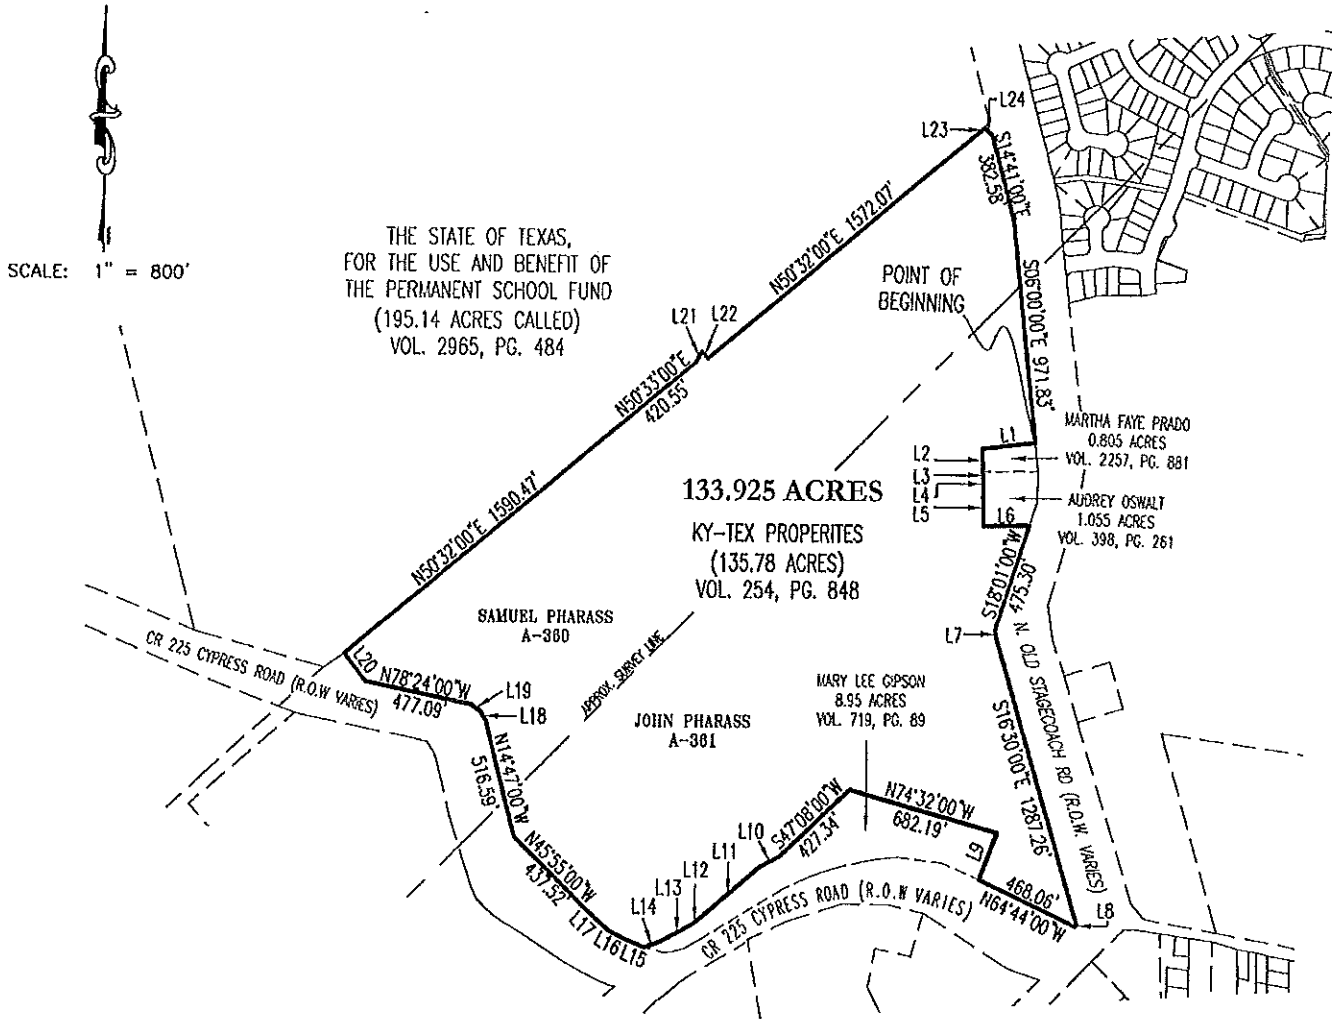 L24
L23
S14°41'00"E
382.58'
THE STATE OF TEXAS,
FOR THE USE AND BENEFIT OF
THE PERMANENT SCHOOL FUND
(195.14 ACRES CALLED)
VOL. 2965, PG. 484
SCALE: 1" = 800'
N50°32'00"E 1572.07'
POINT OF
BEGINNING
S06°00'00"E 971.83'
L21
L22
N50°33'00"E
420.55'
L1
L2
L3
L4
L5
L6
MARTHA FAYE PRADO
0.805 ACRES
VOL. 2257, PG. 881
AUDREY OSWALT
1.055 ACRES
VOL. 398, PG. 261
133.925 ACRES
KY-TEX PROPERITES
(135.78 ACRES)
VOL. 254, PG. 848
N50°32'00"E 1590.47'
S18°01'00"W
475.30'
L7
SAMUEL PHARASS
A-360
APPROX. SURVEY LINE
N. OLD STAGECOACH RD (R.O.W. VARIES)
CR 225 CYPRESS ROAD (R.O.W VARIES)
L20
N78°24'00"W
477.09'
L19
L18
MARY LEE GIPSON
8.95 ACRES
VOL. 719, PG. 89
JOHN PHARASS
A-361
S16°30'00"E 1287.26'
N14°47'00"W
516.59'
N74°32'00"W
682.19'
S47°08'00"W
427.34'
L10
L9
L11
L12
L13
L14
N45°55'00"W
437.52'
468.06'
N64°44'00"W
L8
L17
L16
L15
CR 225 CYPRESS ROAD (R.O.W VARIES)